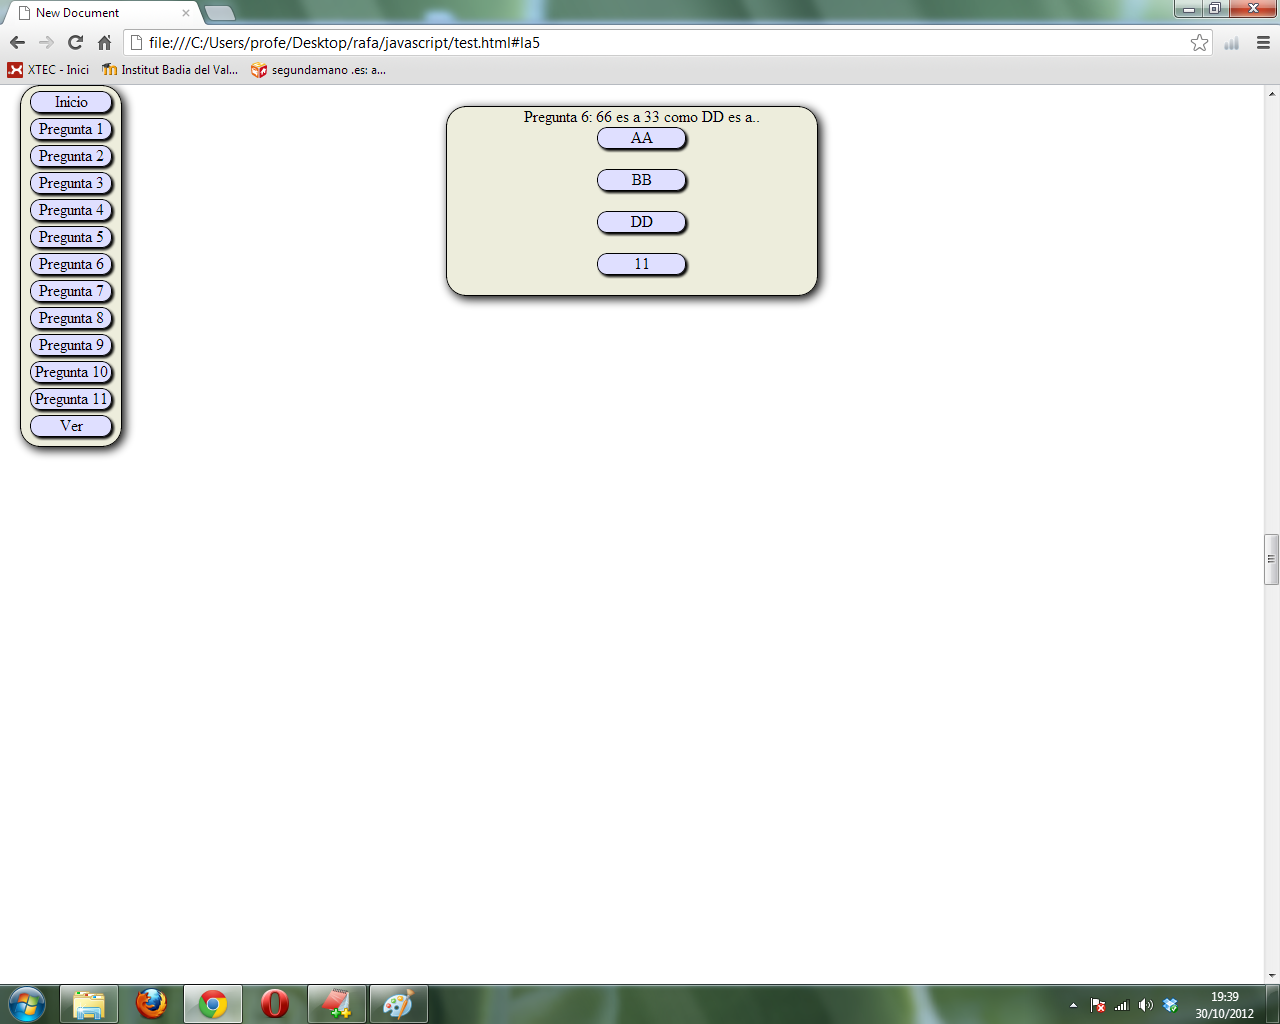 New Document
file:///C:/Users/profe/Desktop/rafa/javascript/test.html#la5
XTEC - Inici
Institut Badia del Val...
segundamano .es: a...
Inicio
Pregunta 1
Pregunta 2
Pregunta 3
Pregunta 4
Pregunta 5
Pregunta 6
Pregunta 7
Pregunta 8
Pregunta 9
Pregunta 10
Pregunta 11
Ver
Pregunta 6: 66 es a 33 como DD es a..
AA
BB
DD
11
19:39
30/10/2012